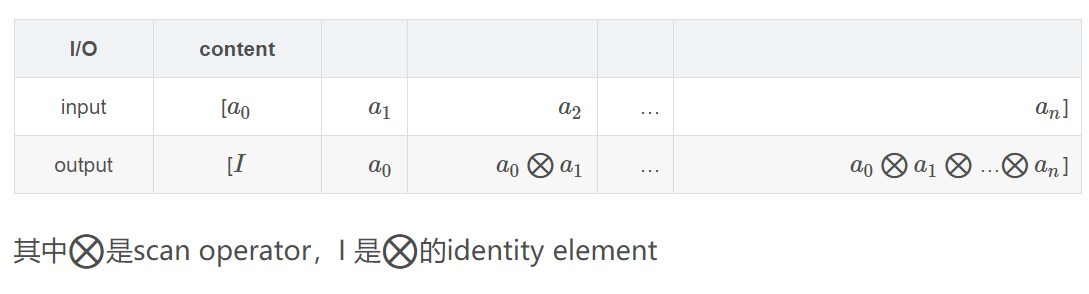 I/O content
input [a₀ a₁ a₂ … aₙ]
output [I a₀ a₀ ⨂ a₁ … a₀ ⨂ a₁ ⨂ …⨂ aₙ]
其中⨂是scan operator，I 是⨂的identity element